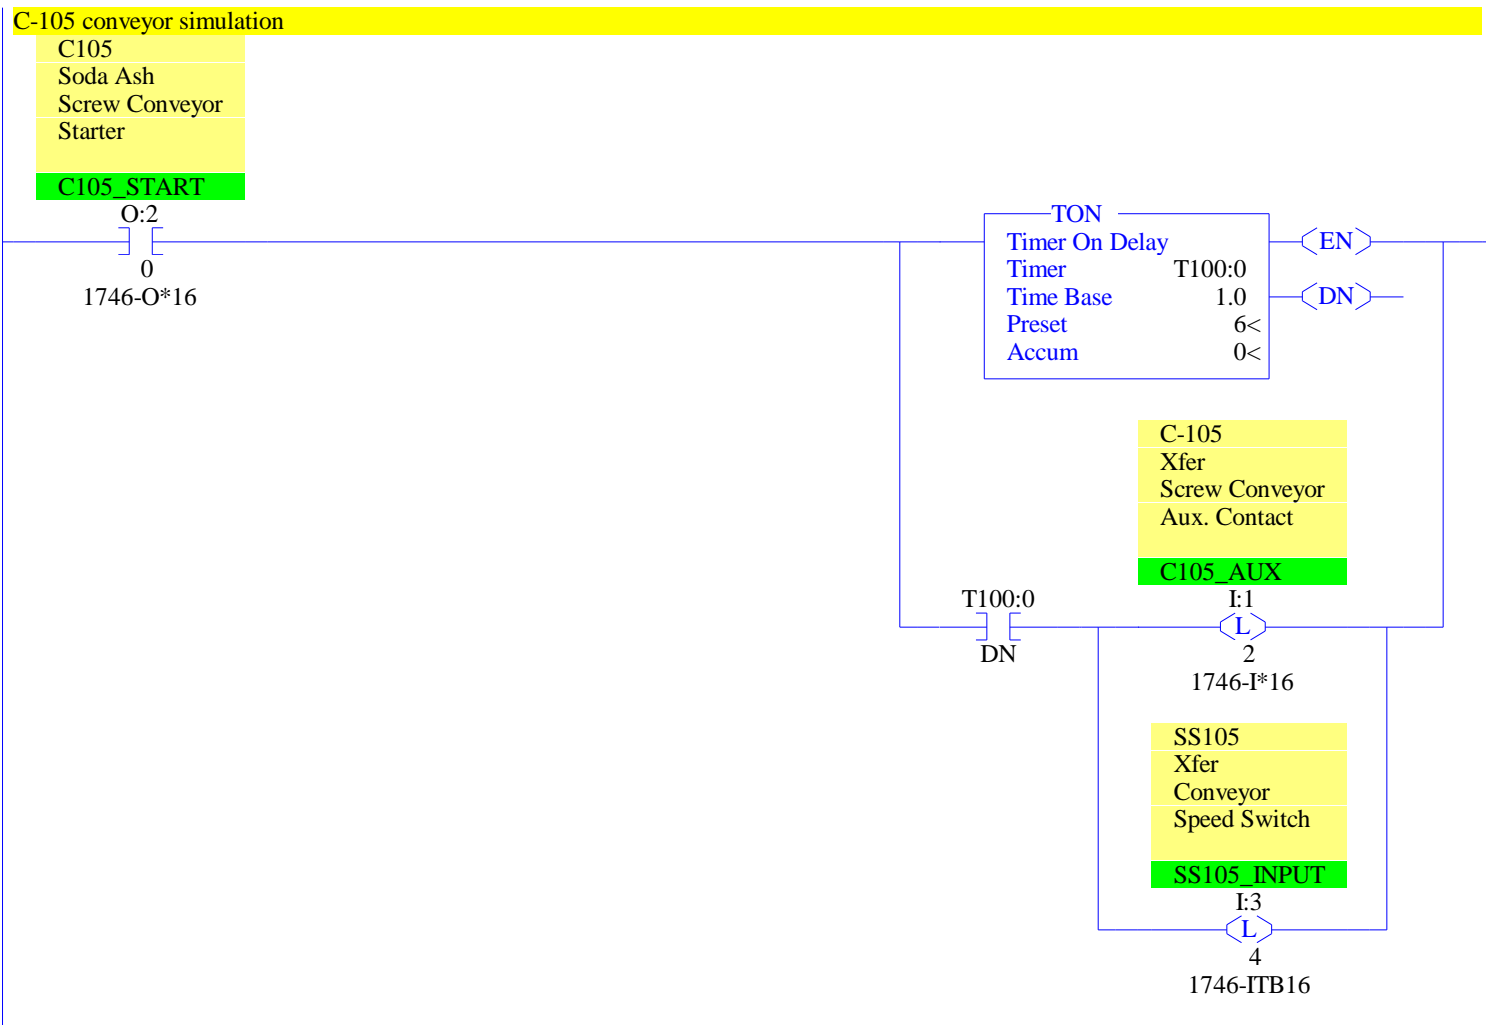 C-105 conveyor simulation
C105
Soda Ash
Screw Conveyor
Starter
C105_START
O:2
0
1746-O*16
TON
Timer On Delay
Timer T100:0
Time Base 1.0
Preset 6<
Accum 0<
EN
DN
C-105
Xfer
Screw Conveyor
Aux. Contact
C105_AUX
T100:0
DN
I:1
L
2
1746-I*16
SS105
Xfer
Conveyor
Speed Switch
SS105_INPUT
I:3
L
4
1746-ITB16